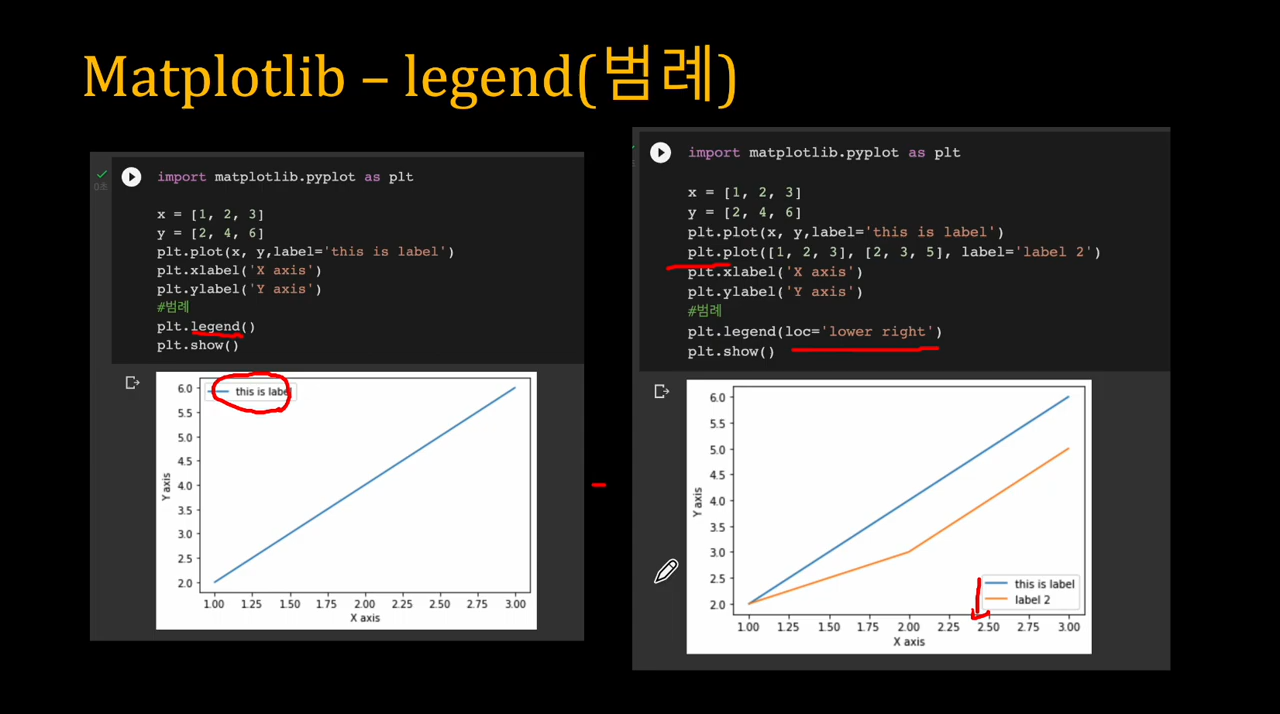 Matplotlib – legend(범례)
0초
import matplotlib.pyplot as plt
x = [1, 2, 3]
y = [2, 4, 6]
plt.plot(x, y,label='this is label')
plt.xlabel('X axis')
plt.ylabel('Y axis')
#범례
plt.legend()
plt.show()
this is label
6.0
5.5
5.0
4.5
4.0
3.5
3.0
2.5
2.0
Y axis
1.00 1.25 1.50 1.75 2.00 2.25 2.50 2.75 3.00
X axis
import matplotlib.pyplot as plt
x = [1, 2, 3]
y = [2, 4, 6]
plt.plot(x, y,label='this is label')
plt.plot([1, 2, 3], [2, 3, 5], label='label 2')
plt.xlabel('X axis')
plt.ylabel('Y axis')
#범례
plt.legend(loc='lower right')
plt.show()
6.0
5.5
5.0
4.5
4.0
3.5
3.0
2.5
2.0
Y axis
this is label
label 2
1.00 1.25 1.50 1.75 2.00 2.25 2.50 2.75 3.00
X axis